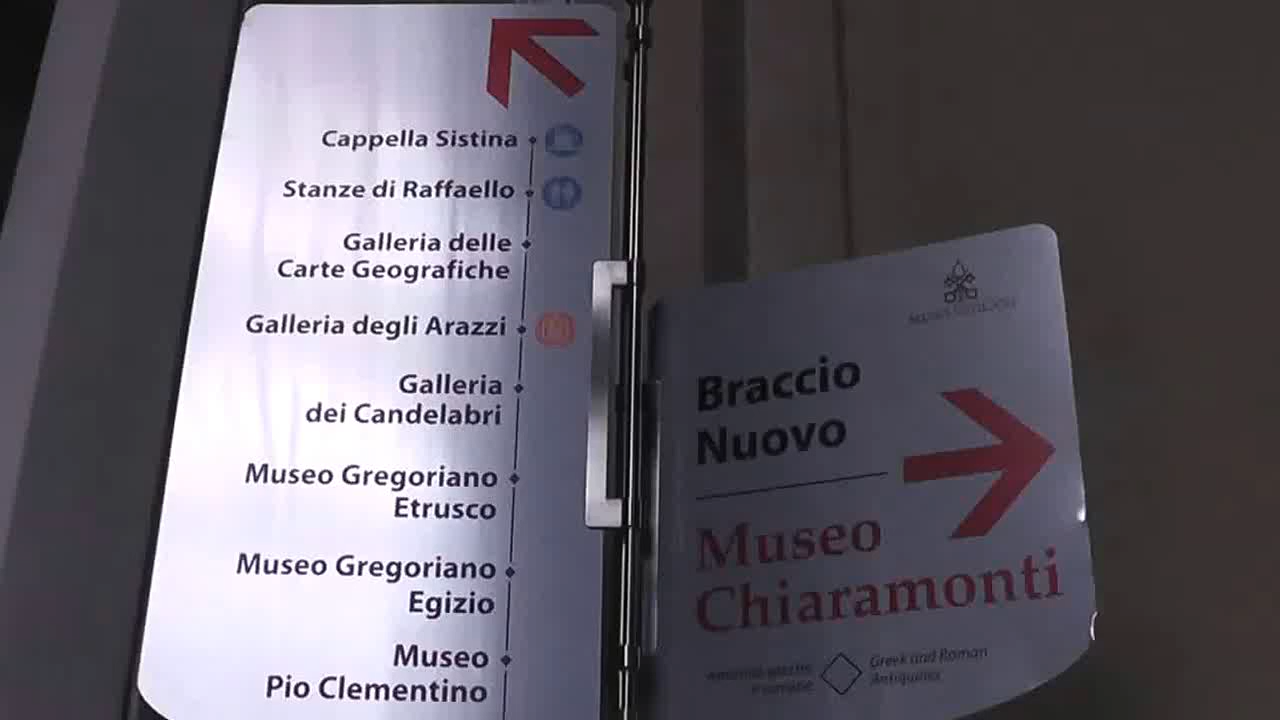 Cappella Sistina
Stanze di Raffaello
Galleria delle
Carte Geografiche
Galleria degli Arazzi
Galleria
dei Candelabri
Museo Gregoriano
Etrusco
Museo Gregoriano
Egizio
Museo
Pio Clementino
Braccio
Nuovo
Museo
Chiaramonti
Greek and Roman
Antiquities